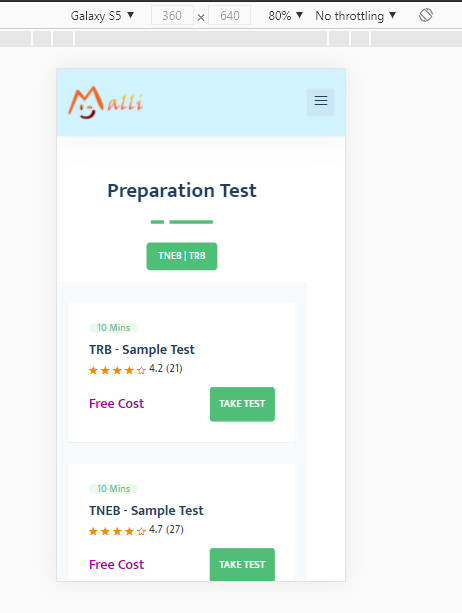 Galaxy S5 ▼ 360 × 640 80% ▼ No throttling ▼
Malli
Preparation Test
TNEB | TRB
10 Mins
TRB - Sample Test
4.2 (21)
Free Cost TAKE TEST
10 Mins
TNEB - Sample Test
4.7 (27)
Free Cost TAKE TEST